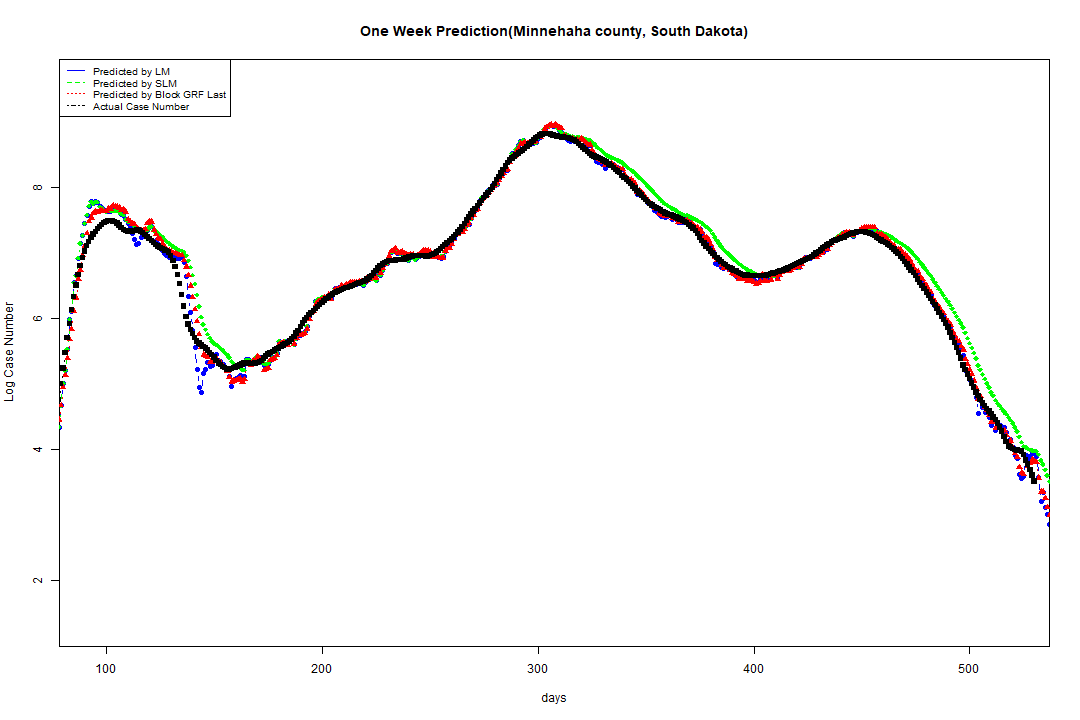 One Week Prediction(Minnehaha county, South Dakota)
Predicted by LM
Predicted by SLM
Predicted by Block GRF Last
Actual Case Number
8
6
4
2
Log Case Number
100 200 300 400 500
days